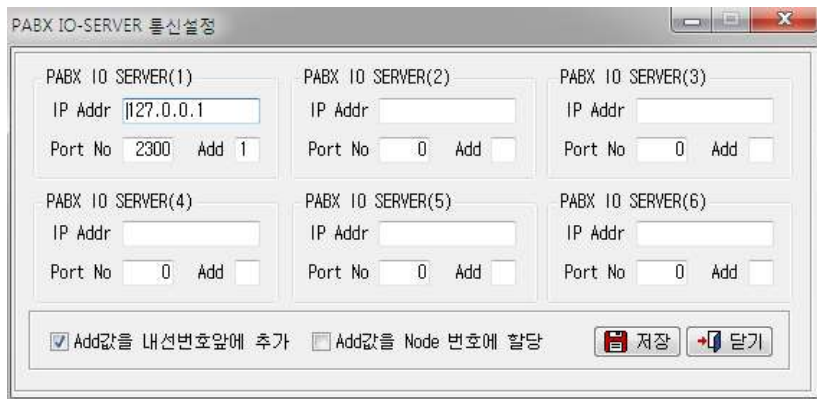 PABX IO-SERVER 통신설정
PABX IO SERVER(1) PABX IO SERVER(2) PABX IO SERVER(3)
IP Addr 127.0.0.1 IP Addr IP Addr
Port No 2300 Add 1 Port No 0 Add Port No 0 Add
PABX IO SERVER(4) PABX IO SERVER(5) PABX IO SERVER(6)
IP Addr IP Addr IP Addr
Port No 0 Add Port No 0 Add Port No 0 Add
Add값을 내선번호앞에 추가 Add값을 Node 번호에 할당 저장 닫기